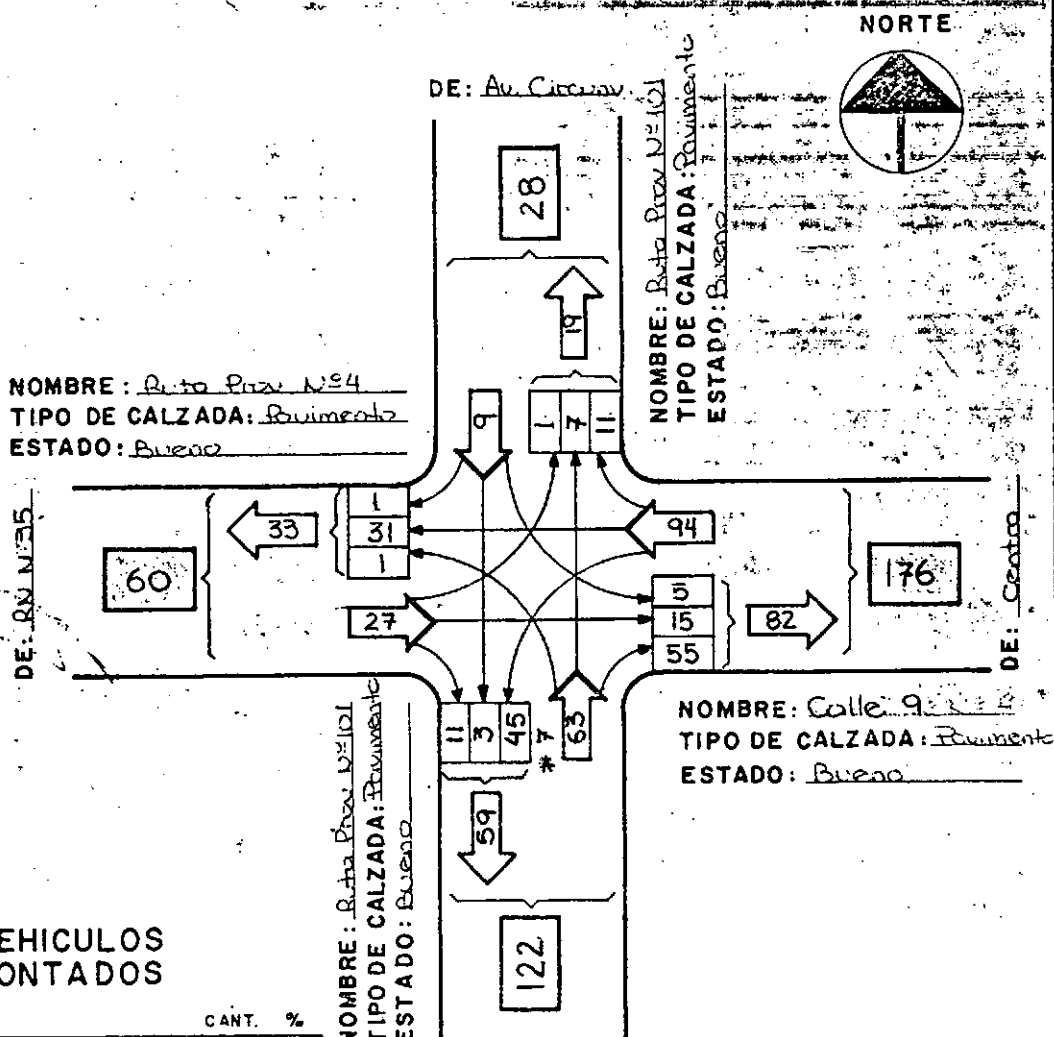 NORTE
DE: Av. Circunv.
28
NOMBRE: Ruta Prov Nº101
TIPO DE CALZADA: Pavimento
ESTADO: Bueno
19
NOMBRE: Ruta Prov Nº4
TIPO DE CALZADA: Pavimento
ESTADO: Bueno
9
1 7 11
DE: RN Nº35
60
33
1
31
1
27
94
5
15
55
82
176
DE: Centro
11 3 45
* 7
63
59
122
NOMBRE: Calle 9
TIPO DE CALZADA: Pavimento
ESTADO: Bueno
NOMBRE: Ruta Prov Nº101
TIPO DE CALZADA: Pavimento
ESTADO: Bueno
EHICULOS
ONTADOS
CANT. %